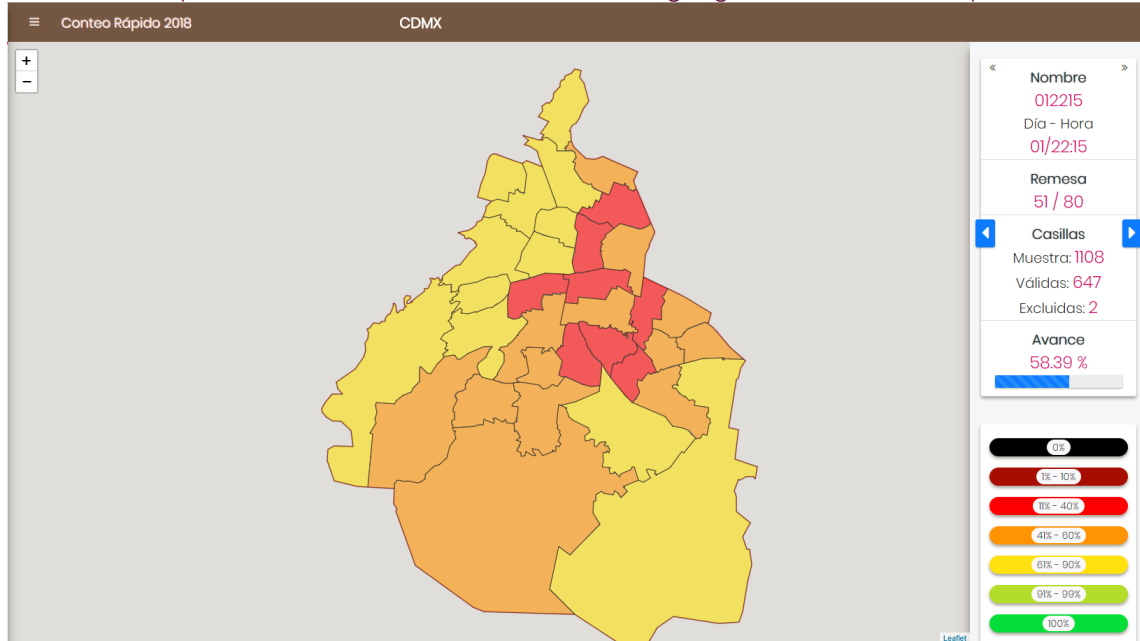 ≡ Conteo Rápido 2018 CDMX
+
−
« Nombre »
012215
Día - Hora
01/22:15
Remesa
51 / 80
Casillas
Muestra: 1108
Válidas: 647
Excluidas: 2
Avance
58.39 %
0%
1% - 10%
11% - 40%
41% - 60%
61% - 90%
91% - 99%
100%
Leaflet